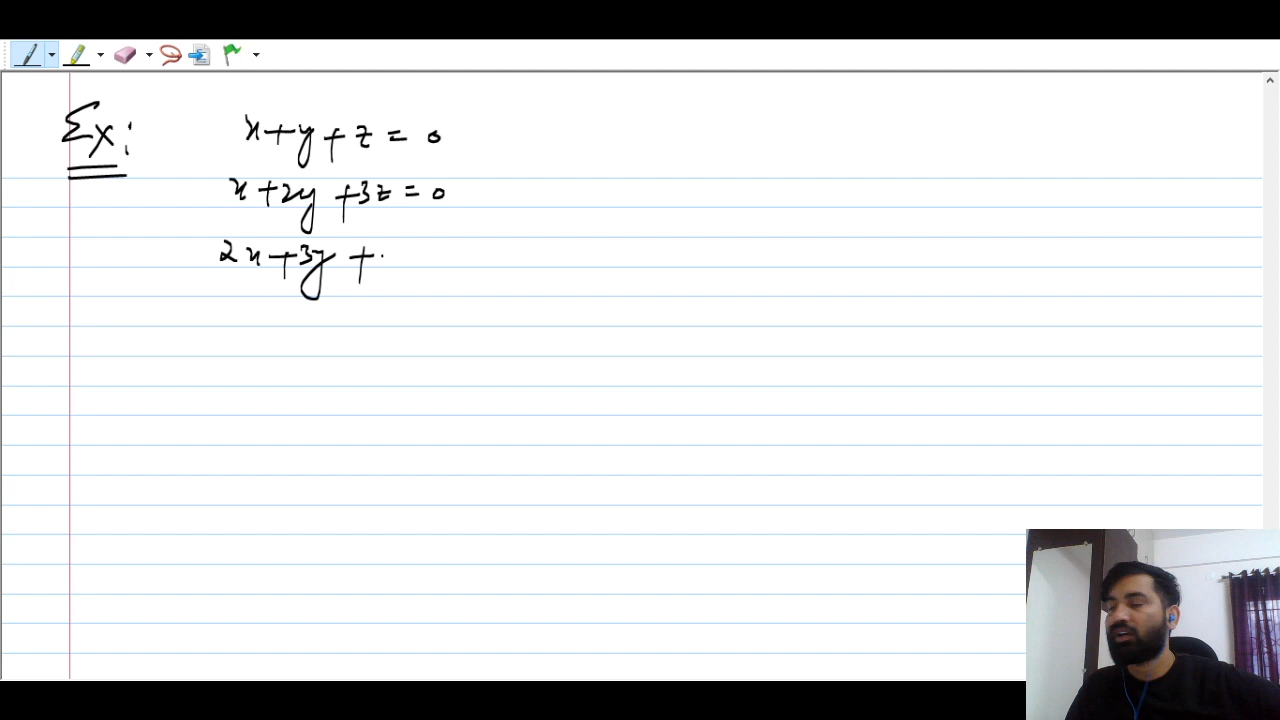 Ex:
x+y+z = 0
x+2y+3z = 0
2x+3y+